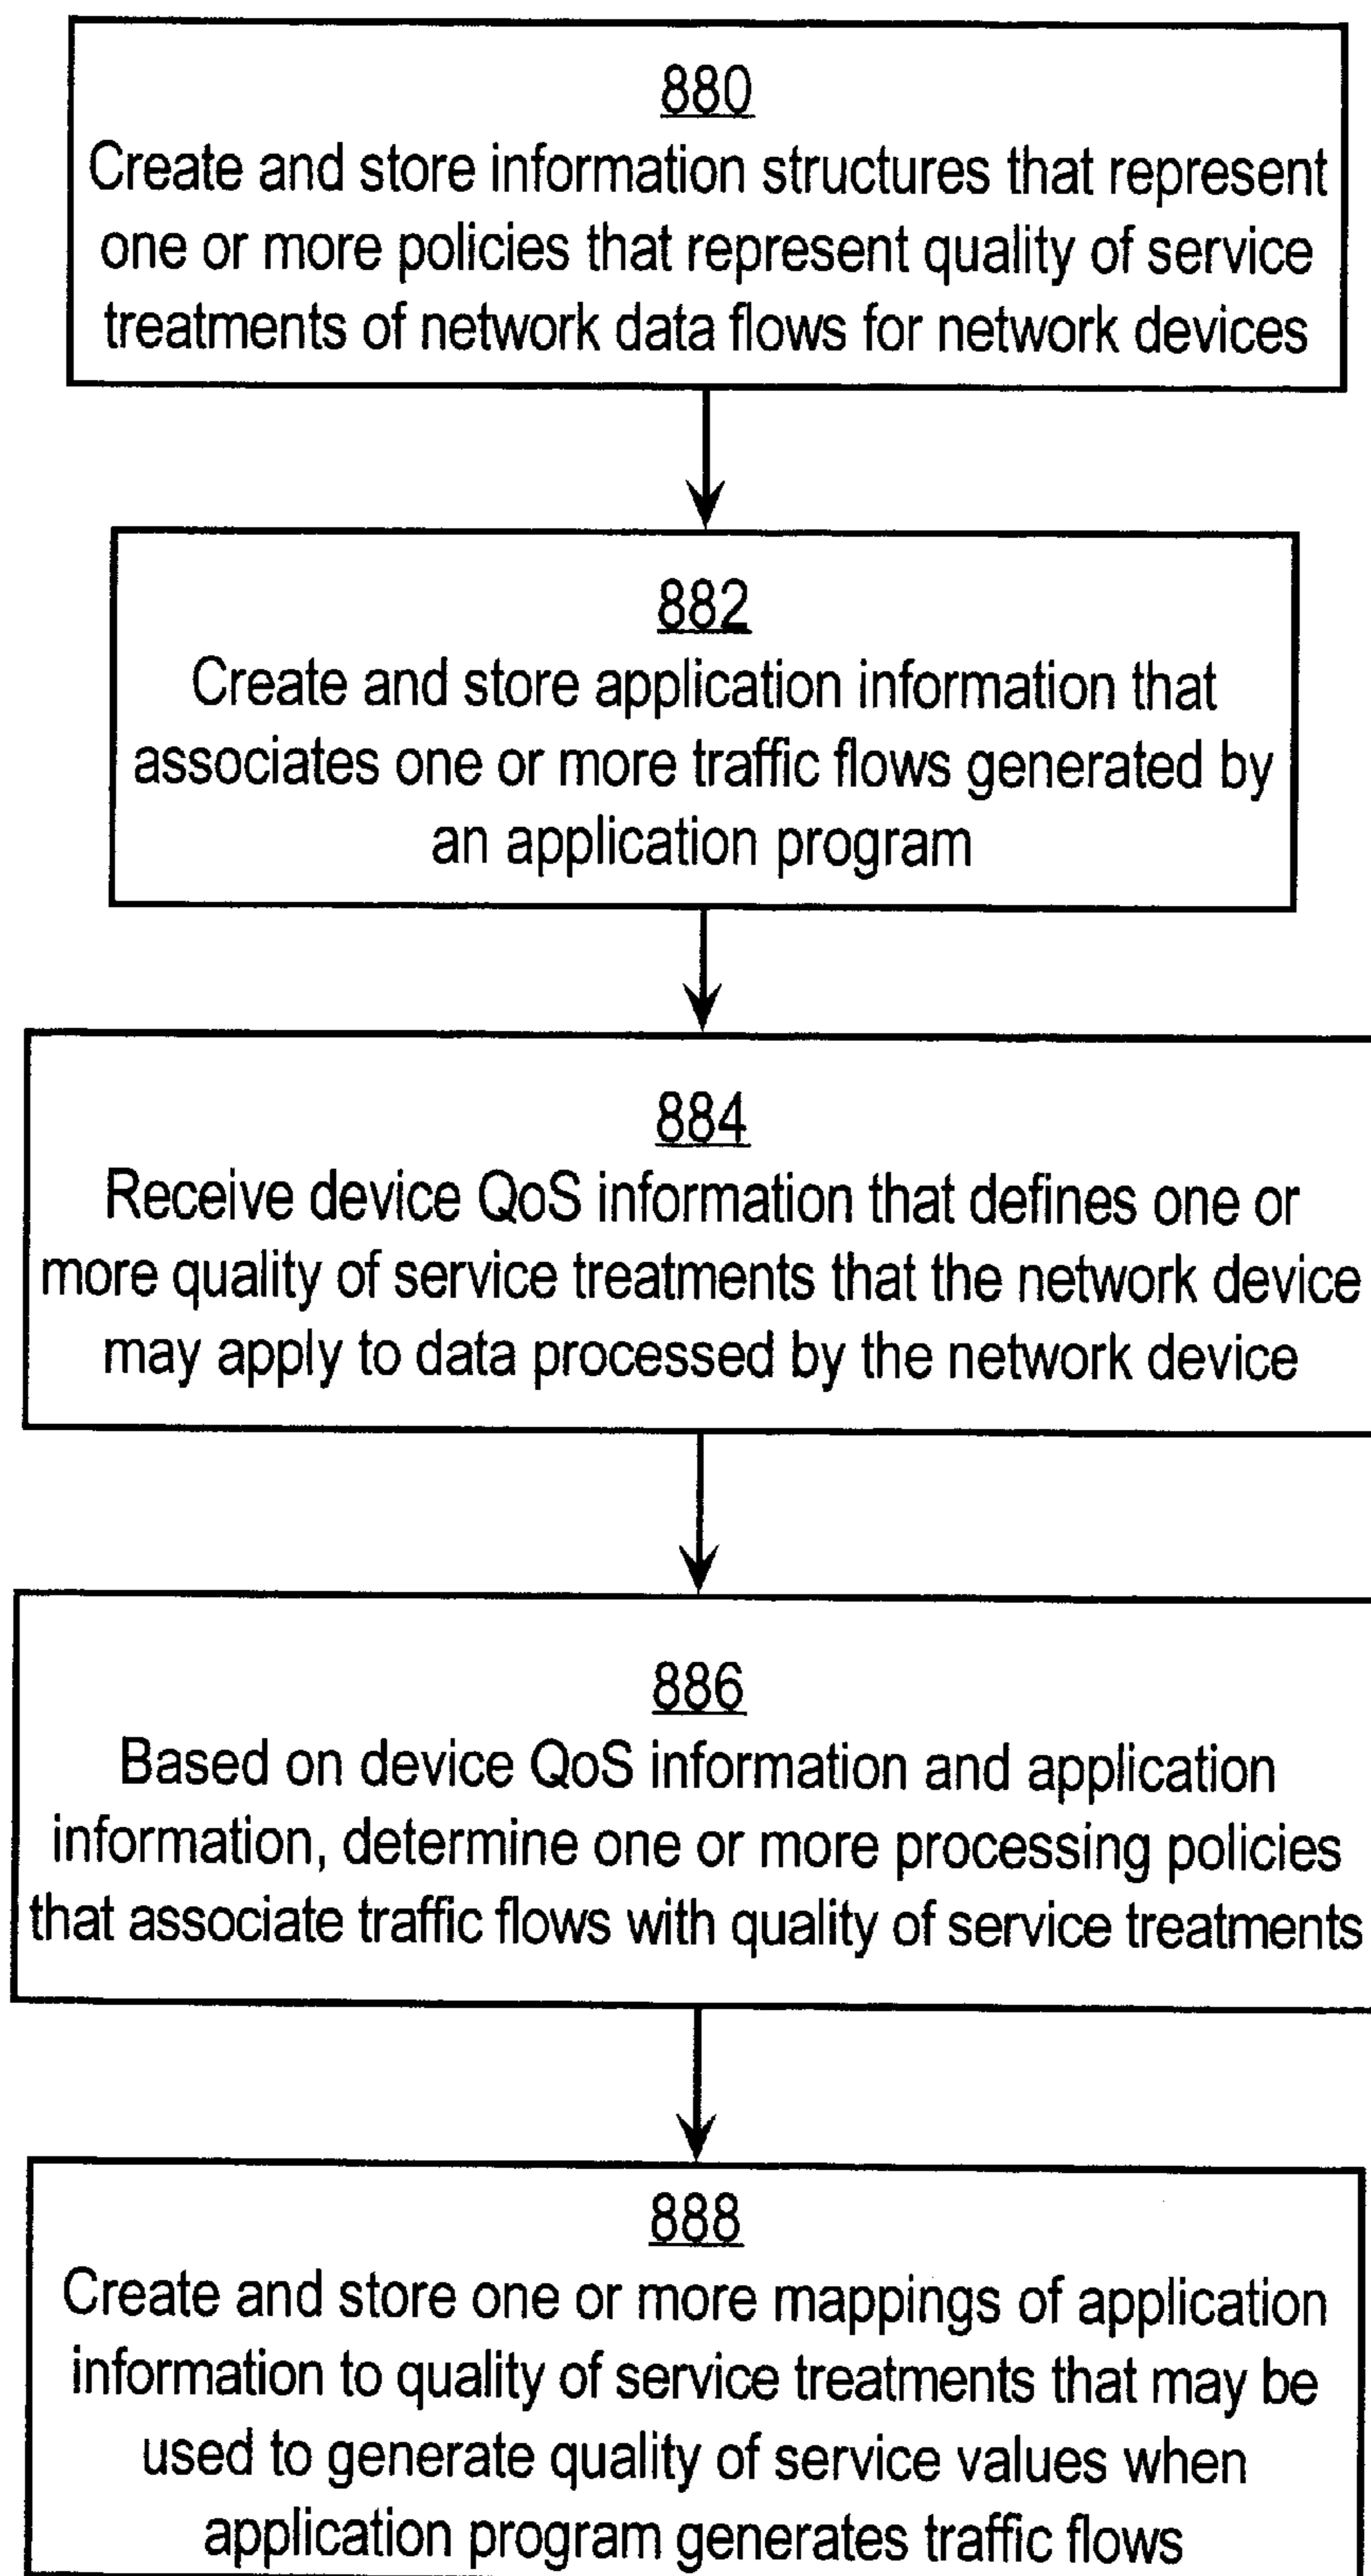 880
Create and store information structures that represent
one or more policies that represent quality of service
treatments of network data flows for network devices
882
Create and store application information that
associates one or more traffic flows generated by
an application program
884
Receive device QoS information that defines one or
more quality of service treatments that the network device
may apply to data processed by the network device
886
Based on device QoS information and application
information, determine one or more processing policies
that associate traffic flows with quality of service treatments
888
Create and store one or more mappings of application
information to quality of service treatments that may be
used to generate quality of service values when
application program generates traffic flows